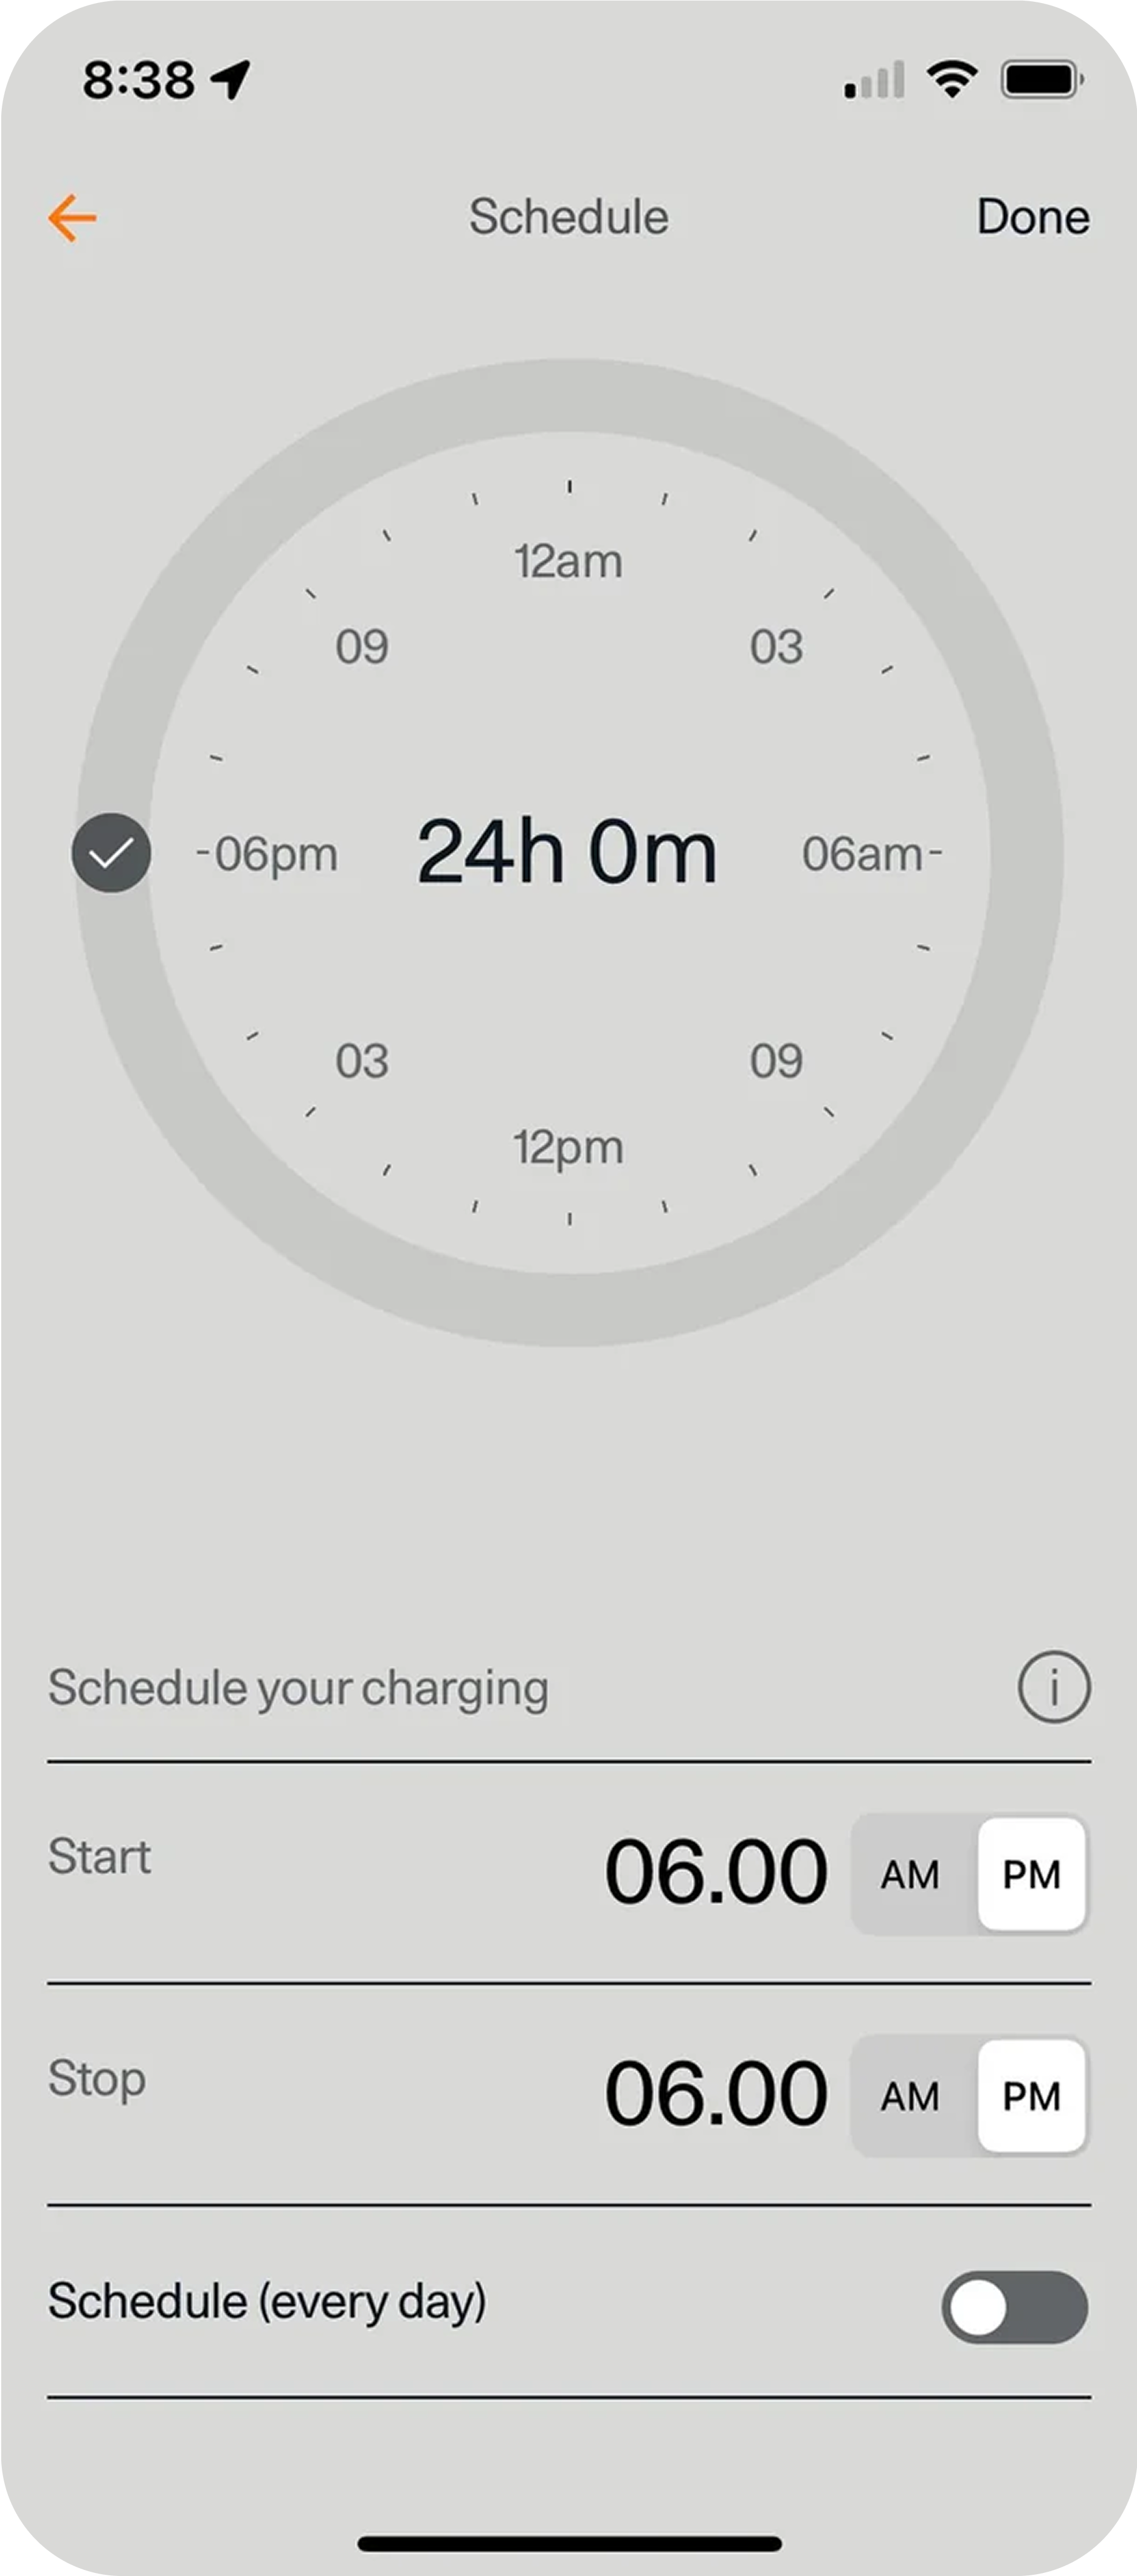 8:38
Schedule Done
12am
09 03
06pm 24h 0m 06am
03 09
12pm
Schedule your charging i
Start 06.00 AM PM
Stop 06.00 AM PM
Schedule (every day)